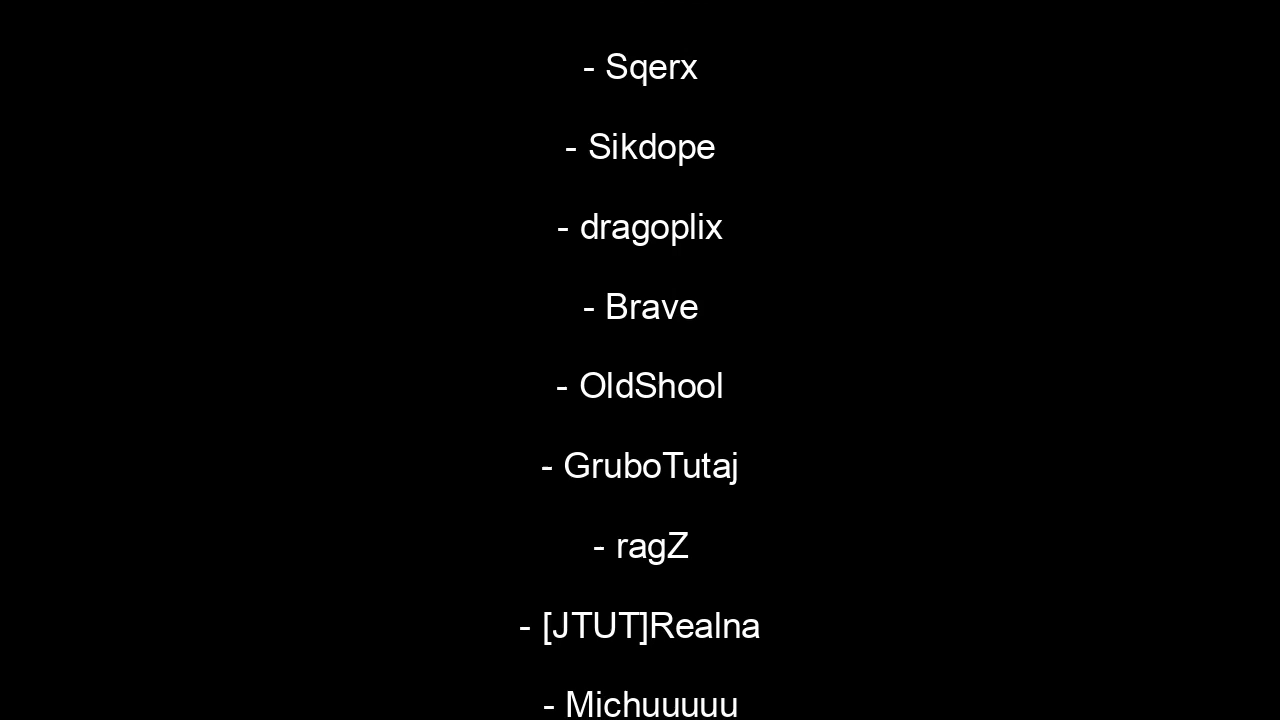 - Sqerx
- Sikdope
- dragoplix
- Brave
- OldShool
- GruboTutaj
- ragZ
- [JTUT]Realna
- Michuuuuu